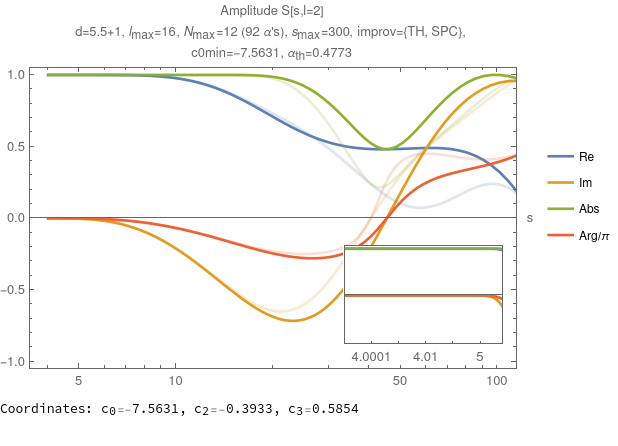 Amplitude S[s,l=2]
d=5.5+1, lmax=16, Nmax=12 (92 α's), smax=300, improv={TH, SPC},
c0min=−7.5631, αth=0.4773
1.0
0.5
0.0
−0.5
−1.0
s
Re
Im
Abs
Arg/π
4.0001 4.01 5
5 10 50 100
Coordinates: c0=−7.5631, c2=−0.3933, c3=0.5854